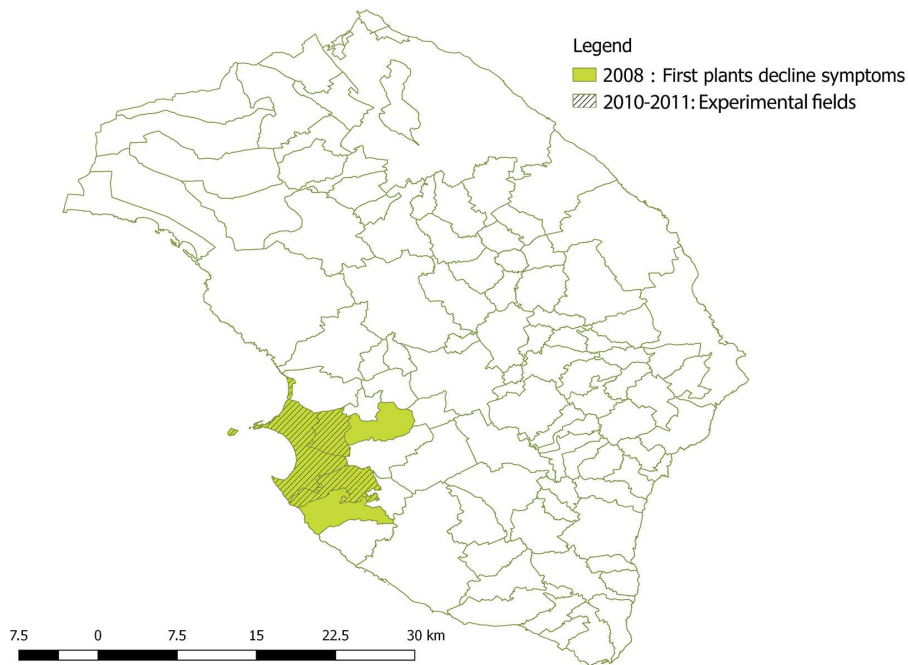 Legend
2008 : First plants decline symptoms
2010-2011: Experimental fields
7.5 0 7.5 15 22.5 30 km